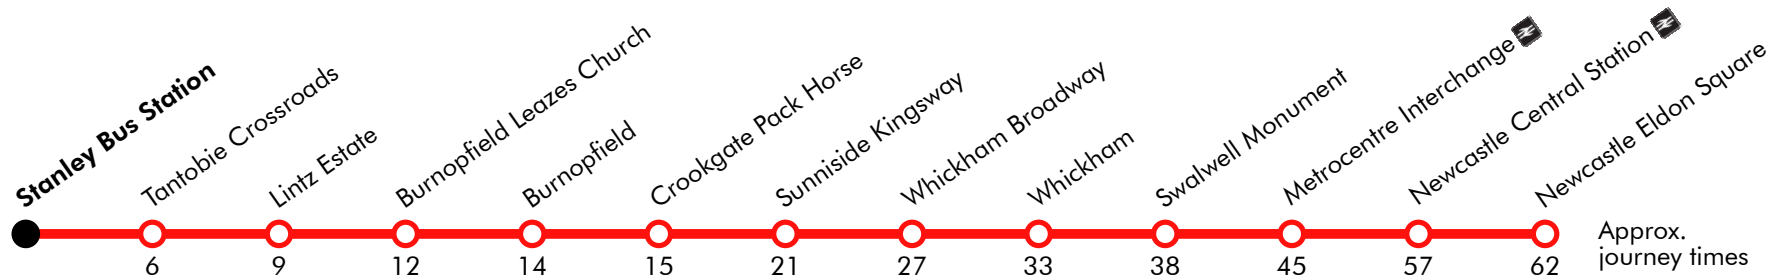 Stanley Bus Station
Tantobie Crossroads
Lintz Estate
Burnopfield Leazes Church
Burnopfield
Crookgate Pack Horse
Sunniside Kingsway
Whickham Broadway
Whickham
Swalwell Monument
Metrocentre Interchange
Newcastle Central Station
Newcastle Eldon Square
6 9 12 14 15 21 27 33 38 45 57 62
Approx.
journey times